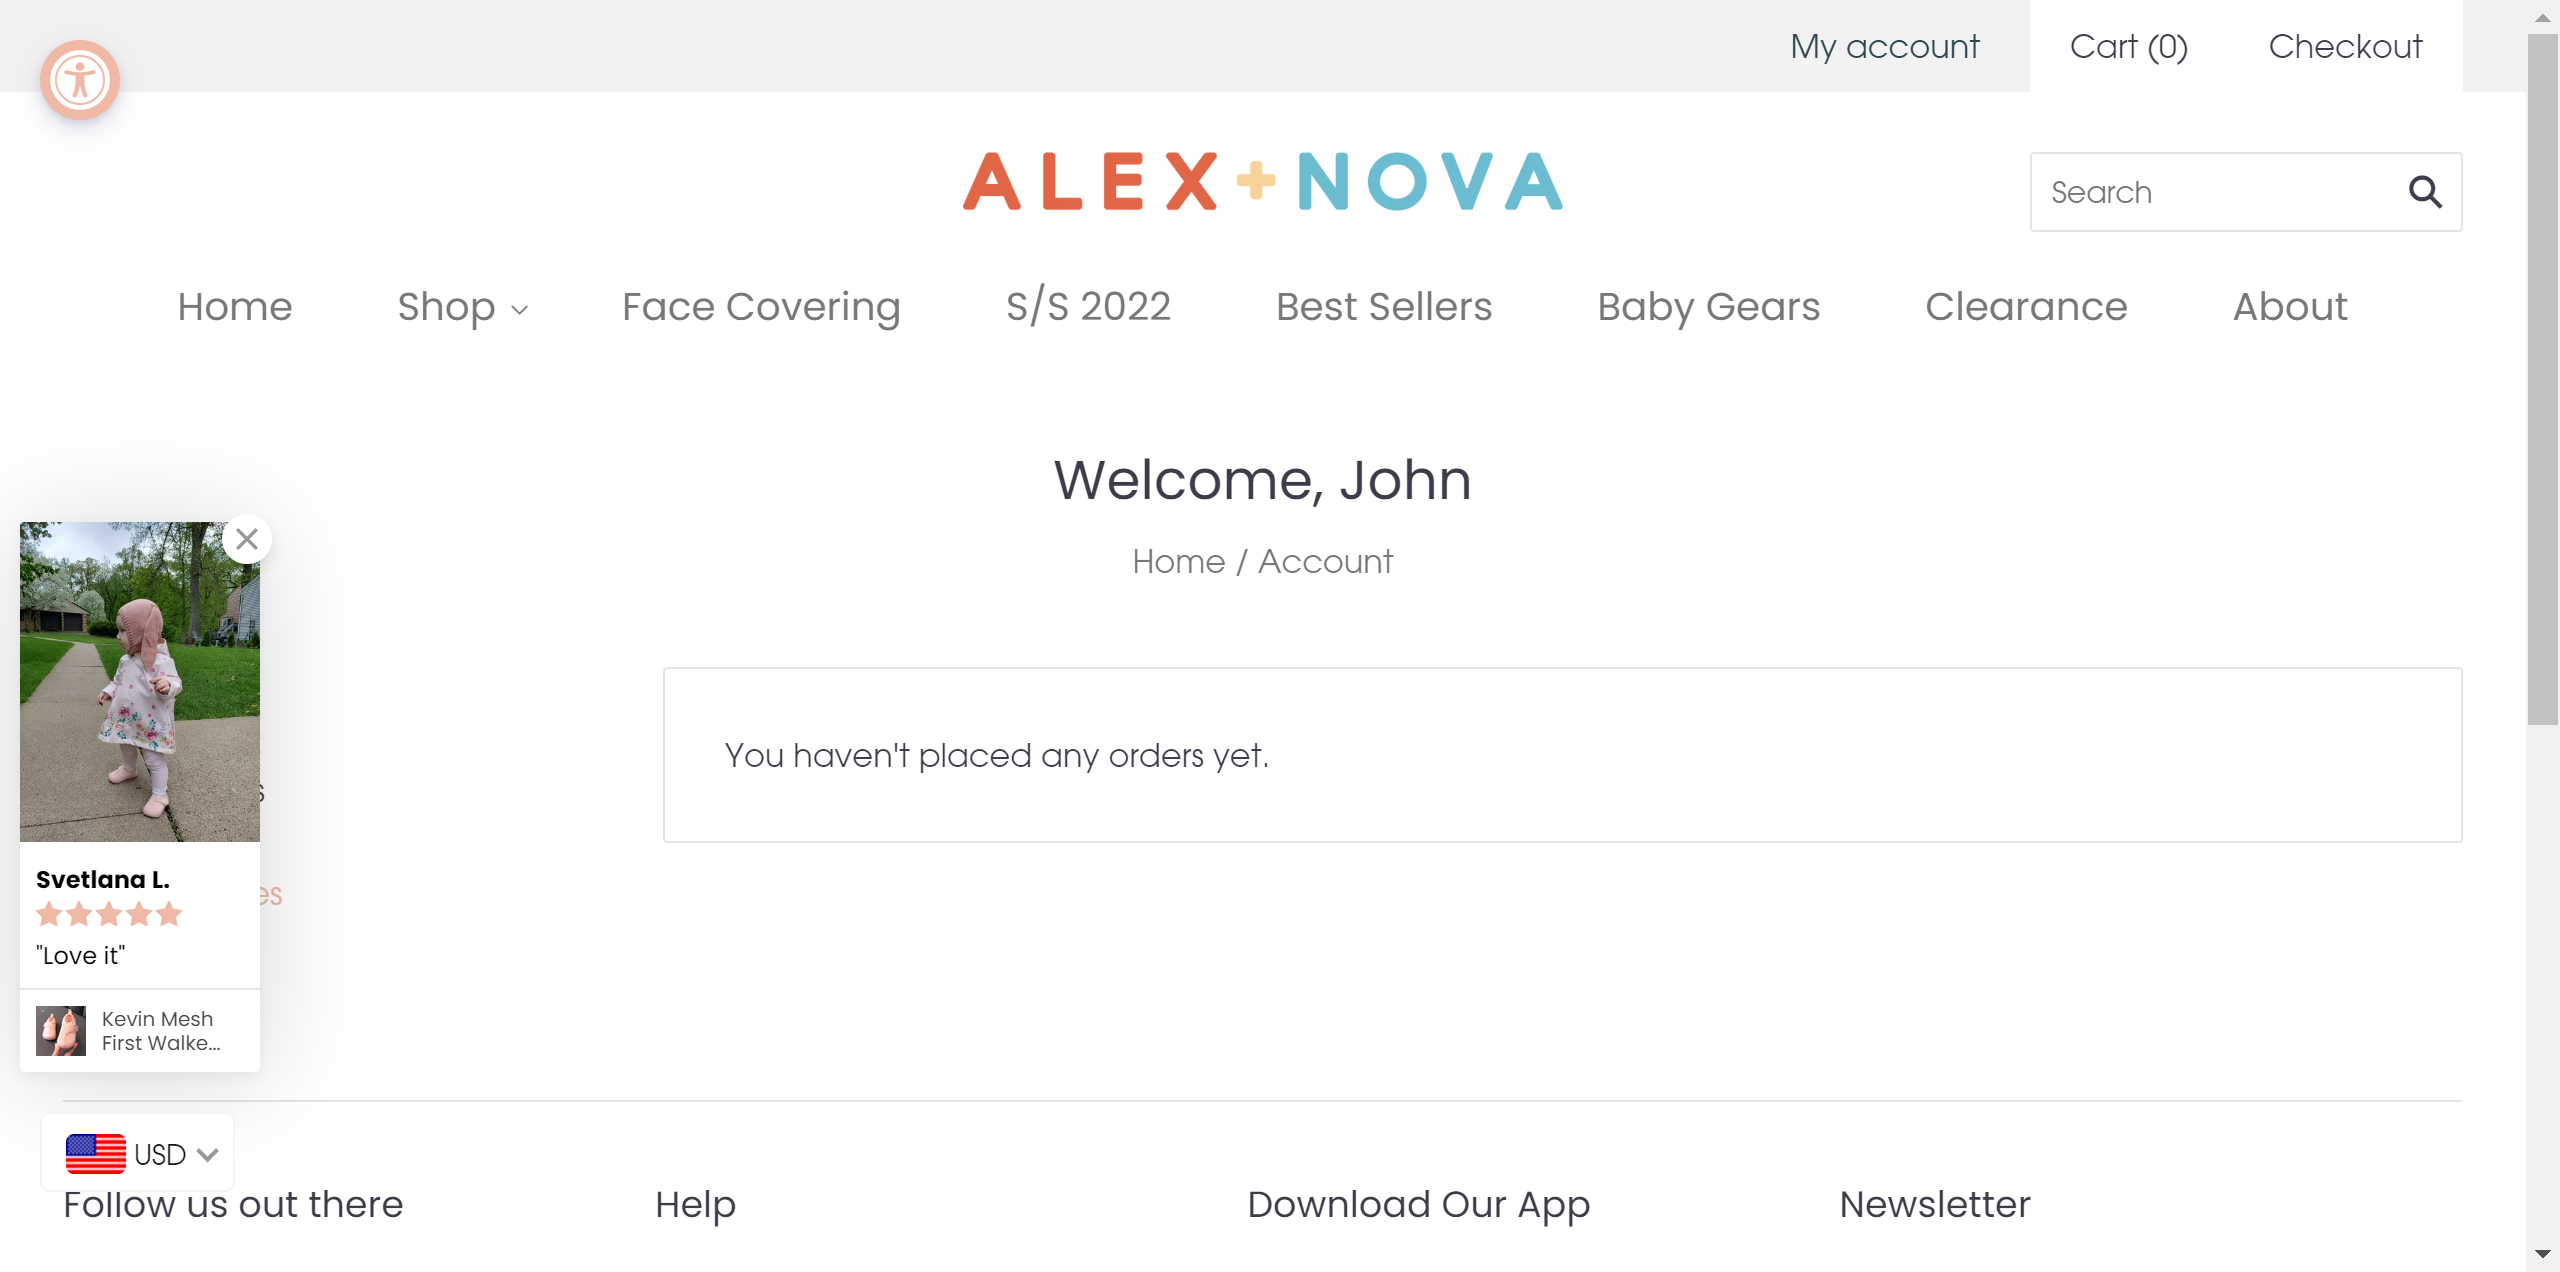 My account
Cart (0)
Checkout
ALEX+NOVA
Search
Home
Shop
Face Covering
S/S 2022
Best Sellers
Baby Gears
Clearance
About
Welcome, John
Home / Account
You haven't placed any orders yet.
Svetlana L.
"Love it"
Kevin Mesh
First Walke...
USD
Follow us out there
Help
Download Our App
Newsletter